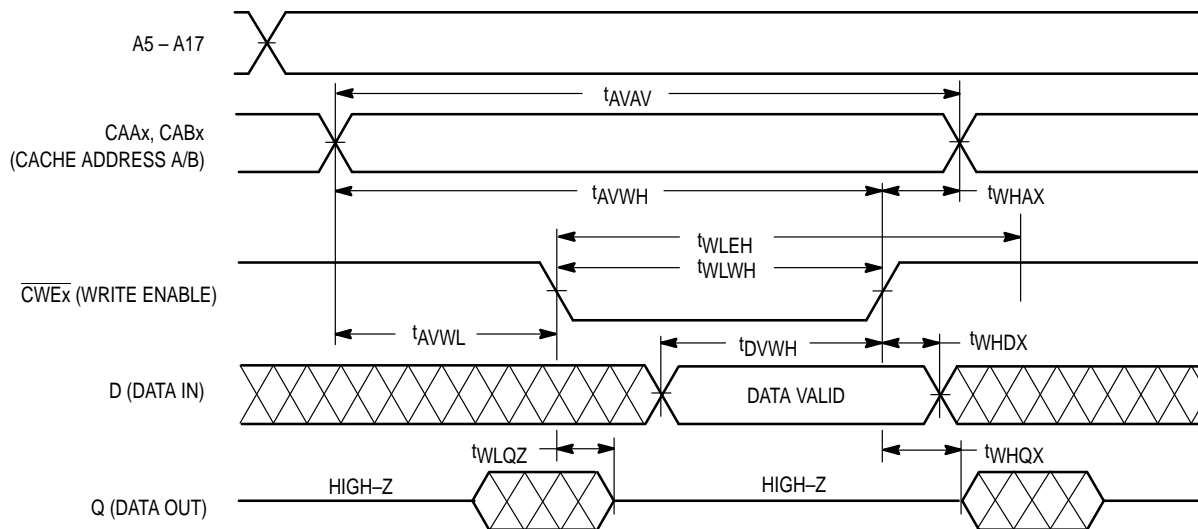 A5 – A17
tAVAV
CAAx, CABx
(CACHE ADDRESS A/B)
tAVWH
tWHAX
tWLEH
tWLWH
CWEx (WRITE ENABLE)
tAVWL
tDVWH
tWHDX
D (DATA IN)
DATA VALID
tWLQZ
tWHQX
HIGH–Z
HIGH–Z
Q (DATA OUT)